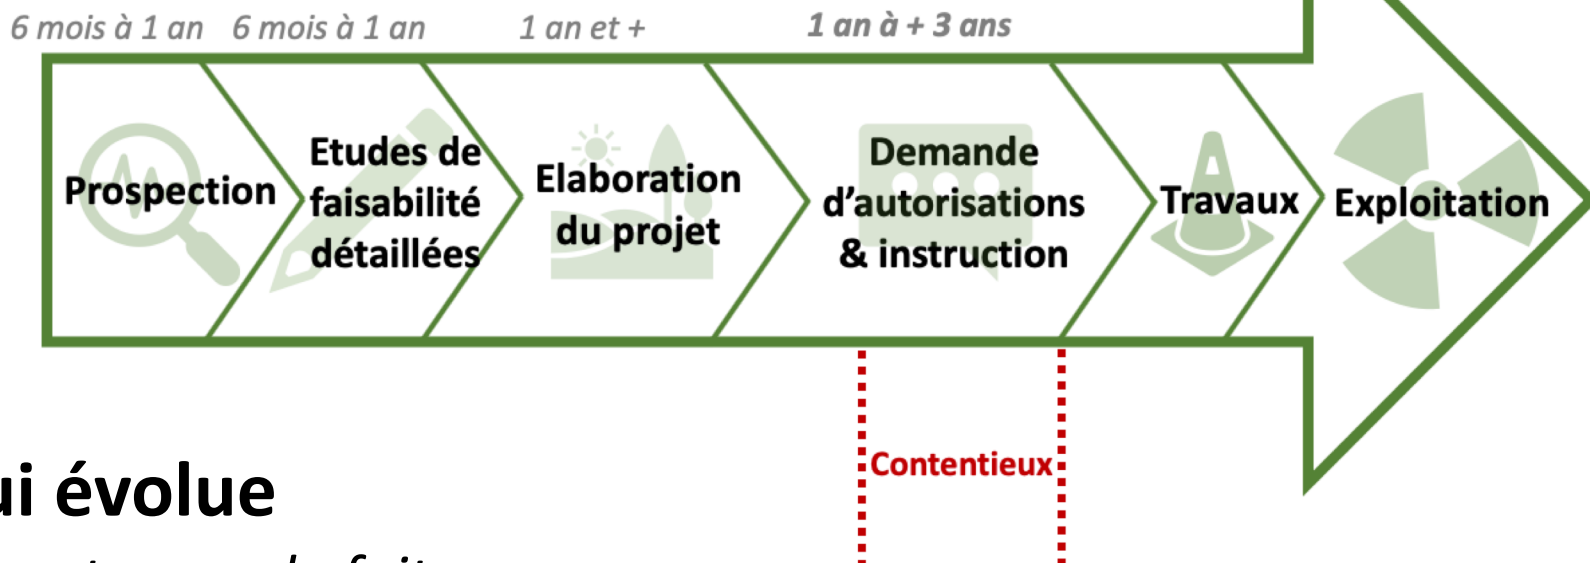 6 mois à 1 an 6 mois à 1 an 1 an et + 1 an à + 3 ans
Prospection
Etudes de
faisabilité
détaillées
Elaboration
du projet
Demande
d'autorisations
& instruction
Travaux
Exploitation
Contentieux
évolue